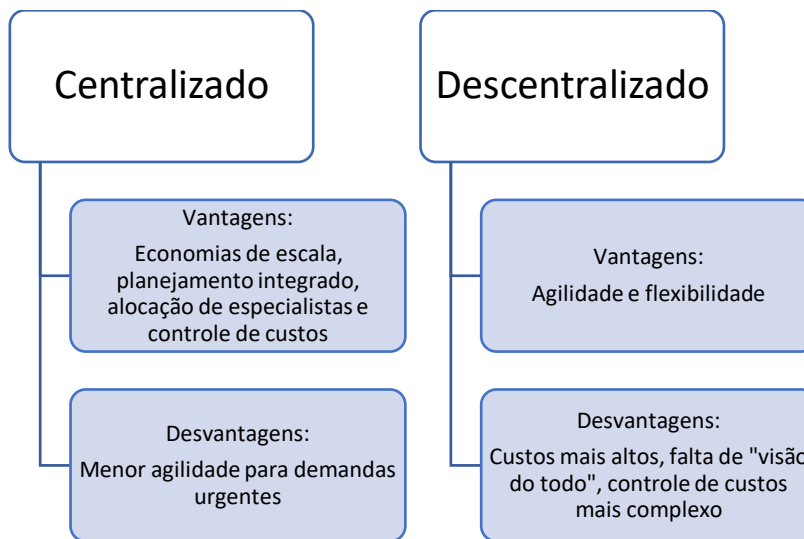 Centralizado
Vantagens:
Economias de escala,
planejamento integrado,
alocação de especialistas e
controle de custos
Desvantagens:
Menor agilidade para demandas
urgentes
Descentralizado
Vantagens:
Agilidade e flexibilidade
Desvantagens:
Custos mais altos, falta de "visão
do todo", controle de custos
mais complexo